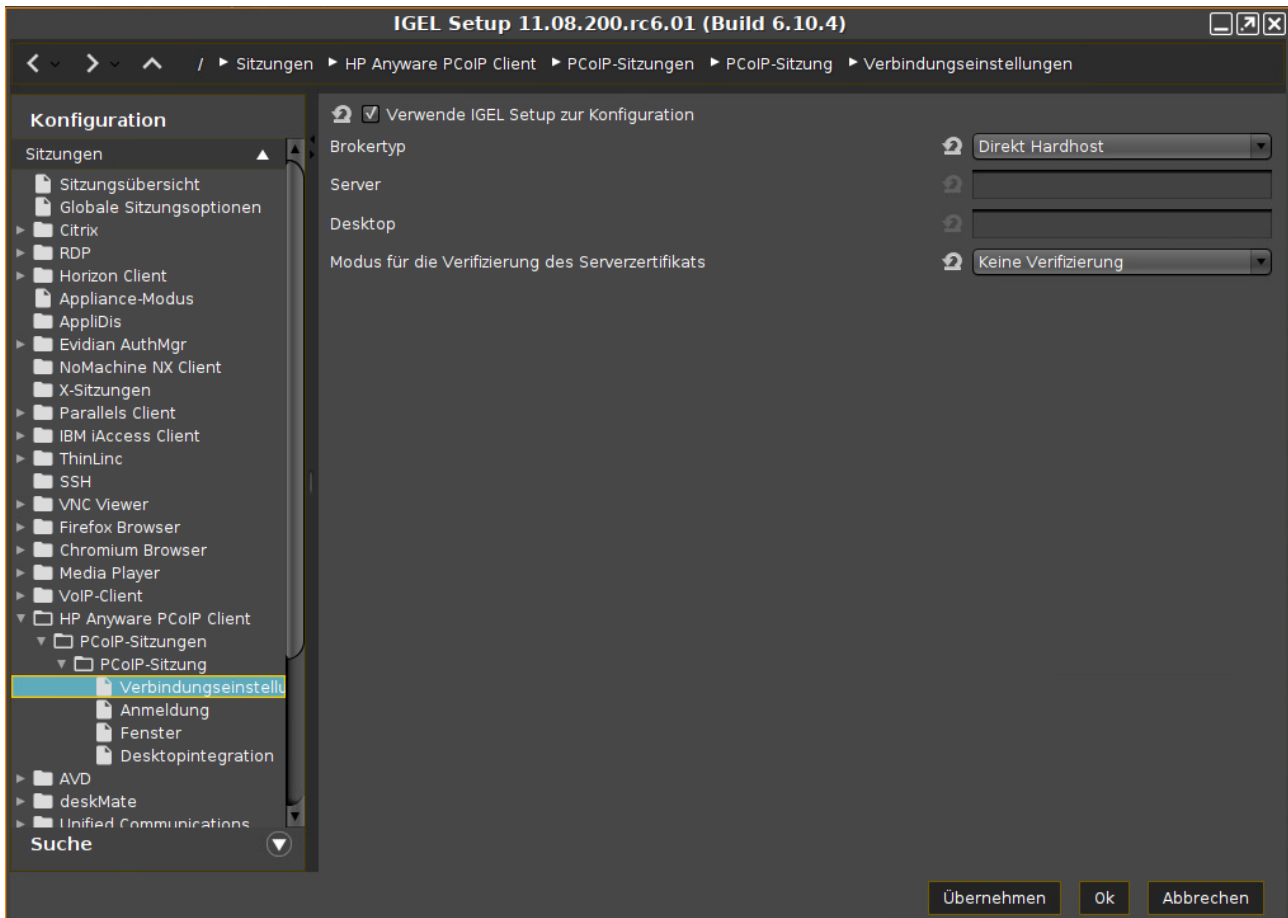 IGEL Setup 11.08.200.rc6.01 (Build 6.10.4)
/ ▸ Sitzungen ▸ HP Anyware PCoIP Client ▸ PCoIP-Sitzungen ▸ PCoIP-Sitzung ▸ Verbindungseinstellungen
Konfiguration
Sitzungen
Sitzungsübersicht
Globale Sitzungsoptionen
Citrix
RDP
Horizon Client
Appliance-Modus
AppliDis
Evidian AuthMgr
NoMachine NX Client
X-Sitzungen
Parallels Client
IBM iAccess Client
ThinLinc
SSH
VNC Viewer
Firefox Browser
Chromium Browser
Media Player
VoIP-Client
HP Anyware PCoIP Client
PCoIP-Sitzungen
PCoIP-Sitzung
Verbindungseinstellu
Anmeldung
Fenster
Desktopintegration
AVD
deskMate
Unified Communications
Suche
Verwende IGEL Setup zur Konfiguration
Brokertyp Direkt Hardhost
Server
Desktop
Modus für die Verifizierung des Serverzertifikats Keine Verifizierung
Übernehmen Ok Abbrechen